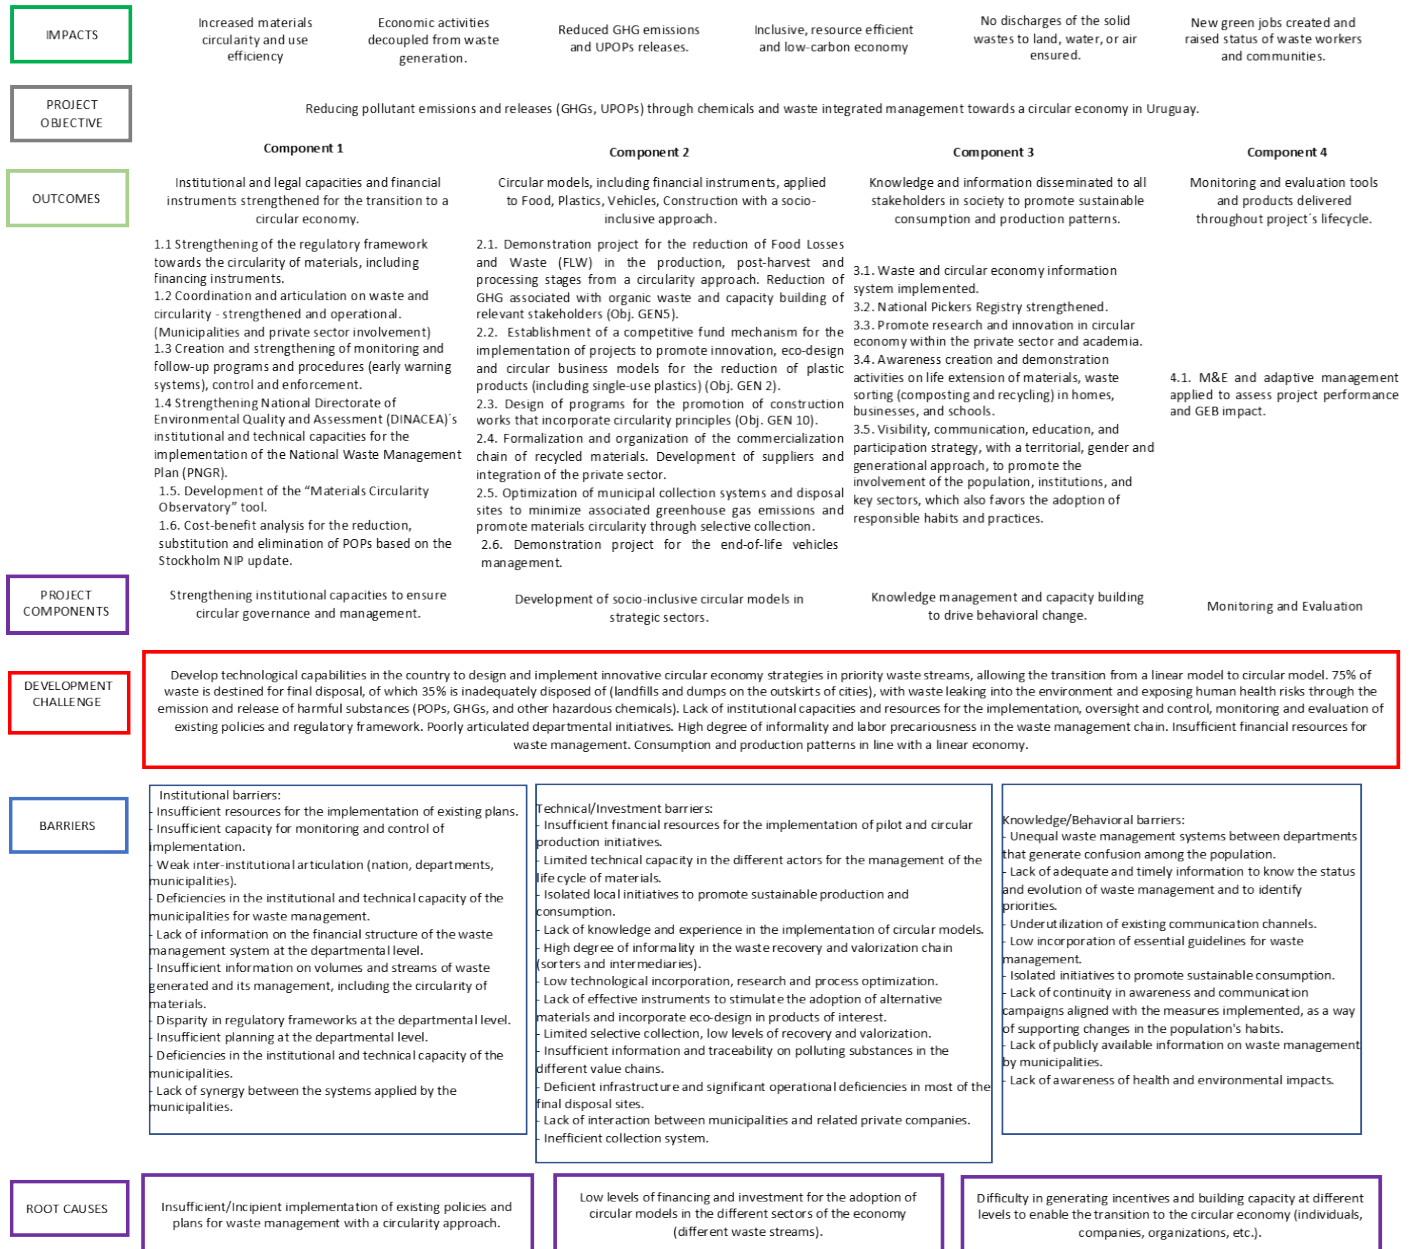 IMPACTS
Increased materials
circularity and use
efficiency
Economic activities
decoupled from waste
generation.
Reduced GHG emissions
and UPOPs releases.
Inclusive, resource efficient
and low-carbon economy
No discharges of the solid
wastes to land, water, or air
ensured.
New green jobs created and
raised status of waste workers
and communities.
PROJECT
OBJECTIVE
Reducing pollutant emissions and releases (GHGs, UPOPs) through chemicals and waste integrated management towards a circular economy in Uruguay.
OUTCOMES
Component 1
Institutional and legal capacities and financial
instruments strengthened for the transition to a
circular economy.
1.1 Strengthening of the regulatory framework
towards the circularity of materials, including
financing instruments.
1.2 Coordination and articulation on waste and
circularity - strengthened and operational.
(Municipalities and private sector involvement)
1.3 Creation and strengthening of monitoring and
follow-up programs and procedures (early warning
systems), control and enforcement.
1.4 Strengthening National Directorate of
Environmental Quality and Assessment (DINACEA)´s
institutional and technical capacities for the
implementation of the National Waste Management
Plan (PNGR).
1.5. Development of the “Materials Circularity
Observatory” tool.
1.6. Cost-benefit analysis for the reduction,
substitution and elimination of POPs based on the
Stockholm NIP update.
Component 2
Circular models, including financial instruments, applied
to Food, Plastics, Vehicles, Construction with a socio-
inclusive approach.
2.1. Demonstration project for the reduction of Food Losses
and Waste (FLW) in the production, post-harvest and
processing stages from a circularity approach. Reduction of
GHG associated with organic waste and capacity building of
relevant stakeholders (Obj. GEN5).
2.2. Establishment of a competitive fund mechanism for the
implementation of projects to promote innovation, eco-design
and circular business models for the reduction of plastic
products (including single-use plastics) (Obj. GEN 2).
2.3. Design of programs for the promotion of construction
works that incorporate circularity principles (Obj. GEN 10).
2.4. Formalization and organization of the commercialization
chain of recycled materials. Development of suppliers and
integration of the private sector.
2.5. Optimization of municipal collection systems and disposal
sites to minimize associated greenhouse gas emissions and
promote materials circularity through selective collection.
2.6. Demonstration project for the end-of-life vehicles
management.
Component 3
Knowledge and information disseminated to all
stakeholders in society to promote sustainable
consumption and production patterns.
3.1. Waste and circular economy information
system implemented.
3.2. National Pickers Registry strengthened.
3.3. Promote research and innovation in circular
economy within the private sector and academia.
3.4. Awareness creation and demonstration
activities on life extension of materials, waste
sorting (composting and recycling) in homes,
businesses, and schools.
3.5. Visibility, communication, education, and
participation strategy, with a territorial, gender and
generational approach, to promote the
involvement of the population, institutions, and
key sectors, which also favors the adoption of
responsible habits and practices.
Component 4
Monitoring and evaluation tools
and products delivered
throughout project´s lifecycle.
4.1. M&E and adaptive management
applied to assess project performance
and GEB impact.
PROJECT
COMPONENTS
Strengthening institutional capacities to ensure
circular governance and management.
Development of socio-inclusive circular models in
strategic sectors.
Knowledge management and capacity building
to drive behavioral change.
Monitoring and Evaluation
DEVELOPMENT
CHALLENGE
Develop technological capabilities in the country to design and implement innovative circular economy strategies in priority waste streams, allowing the transition from a linear model to circular model. 75% of
waste is destined for final disposal, of which 35% is inadequately disposed of (landfills and dumps on the outskirts of cities), with waste leaking into the environment and exposing human health risks through the
emission and release of harmful substances (POPs, GHGs, and other hazardous chemicals). Lack of institutional capacities and resources for the implementation, oversight and control, monitoring and evaluation of
existing policies and regulatory framework. Poorly articulated departmental initiatives. High degree of informality and labor precariousness in the waste management chain. Insufficient financial resources for
waste management. Consumption and production patterns in line with a linear economy.
BARRIERS
Institutional barriers:
- Insufficient resources for the implementation of existing plans.
- Insufficient capacity for monitoring and control of
implementation.
- Weak inter-institutional articulation (nation, departments,
municipalities).
- Deficiencies in the institutional and technical capacity of the
municipalities for waste management.
- Lack of information on the financial structure of the waste
management system at the departmental level.
- Insufficient information on volumes and streams of waste
generated and its management, including the circularity of
materials.
- Disparity in regulatory frameworks at the departmental level.
- Insufficient planning at the departmental level.
- Deficiencies in the institutional and technical capacity of the
municipalities.
- Lack of synergy between the systems applied by the
municipalities.
Technical/Investment barriers:
- Insufficient financial resources for the implementation of pilot and circular
production initiatives.
- Limited technical capacity in the different actors for the management of the
life cycle of materials.
- Isolated local initiatives to promote sustainable production and
consumption.
- Lack of knowledge and experience in the implementation of circular models.
- High degree of informality in the waste recovery and valorization chain
(sorters and intermediaries).
- Low technological incorporation, research and process optimization.
- Lack of effective instruments to stimulate the adoption of alternative
materials and incorporate eco-design in products of interest.
- Limited selective collection, low levels of recovery and valorization.
- Insufficient information and traceability on polluting substances in the
different value chains.
- Deficient infrastructure and significant operational deficiencies in most of the
final disposal sites.
- Lack of interaction between municipalities and related private companies.
- Inefficient collection system.
Knowledge/Behavioral barriers:
- Unequal waste management systems between departments
that generate confusion among the population.
- Lack of adequate and timely information to know the status
and evolution of waste management and to identify
priorities.
- Underutilization of existing communication channels.
- Low incorporation of essential guidelines for waste
management.
- Isolated initiatives to promote sustainable consumption.
- Lack of continuity in awareness and communication
campaigns aligned with the measures implemented, as a way
of supporting changes in the population's habits.
- Lack of publicly available information on waste management
by municipalities.
- Lack of awareness of health and environmental impacts.
ROOT CAUSES
Insufficient/Incipient implementation of existing policies and
plans for waste management with a circularity approach.
Low levels of financing and investment for the adoption of
circular models in the different sectors of the economy
(different waste streams).
Difficulty in generating incentives and building capacity at different
levels to enable the transition to the circular economy (individuals,
companies, organizations, etc.).